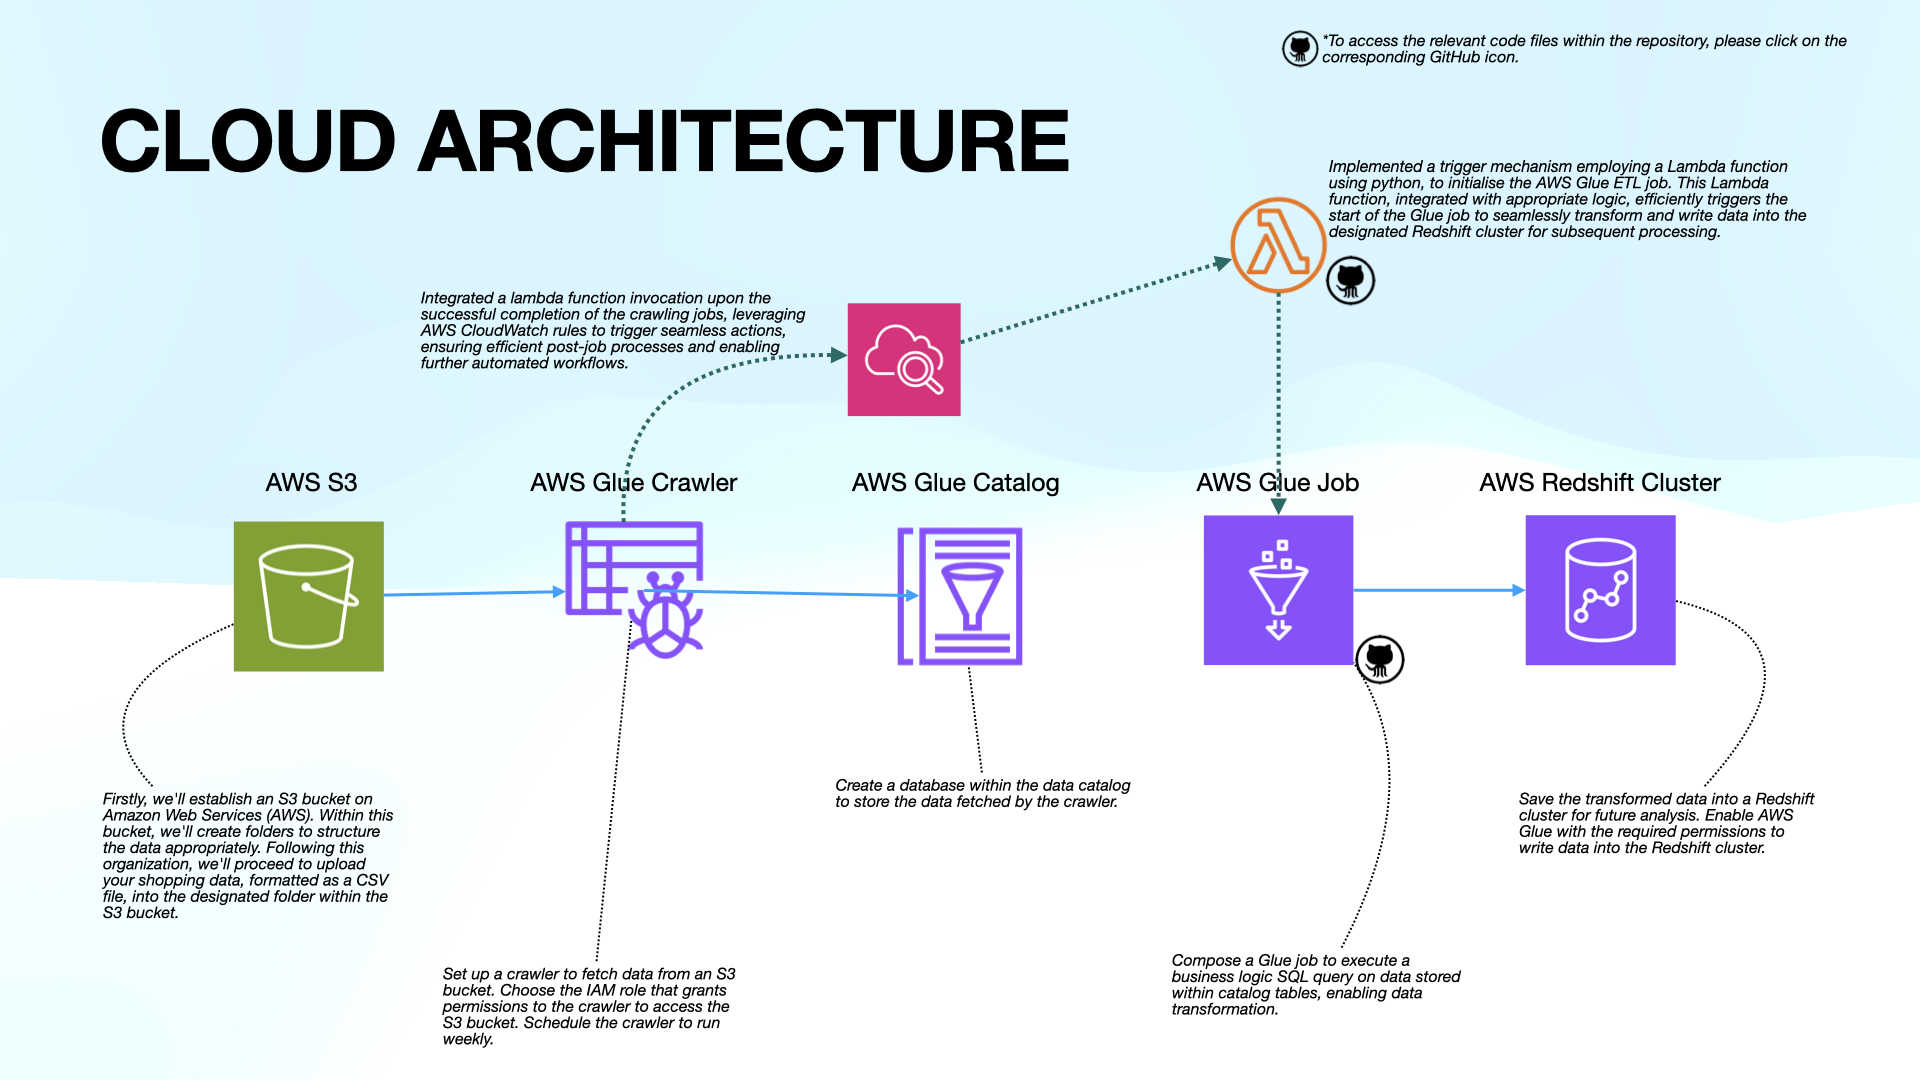 *To access the relevant code files within the repository, please click on the
corresponding GitHub icon.
CLOUD ARCHITECTURE
Implemented a trigger mechanism employing a Lambda function
using python, to initialise the AWS Glue ETL job. This Lambda
function, integrated with appropriate logic, efficiently triggers the
start of the Glue job to seamlessly transform and write data into the
designated Redshift cluster for subsequent processing.
Integrated a lambda function invocation upon the
successful completion of the crawling jobs, leveraging
AWS CloudWatch rules to trigger seamless actions,
ensuring efficient post-job processes and enabling
further automated workflows.
AWS S3
AWS Glue Crawler
AWS Glue Catalog
AWS Glue Job
AWS Redshift Cluster
Firstly, we'll establish an S3 bucket on
Amazon Web Services (AWS). Within this
bucket, we'll create folders to structure
the data appropriately. Following this
organization, we'll proceed to upload
your shopping data, formatted as a CSV
file, into the designated folder within the
S3 bucket.
Set up a crawler to fetch data from an S3
bucket. Choose the IAM role that grants
permissions to the crawler to access the
S3 bucket. Schedule the crawler to run
weekly.
Create a database within the data catalog
to store the data fetched by the crawler.
Compose a Glue job to execute a
business logic SQL query on data stored
within catalog tables, enabling data
transformation.
Save the transformed data into a Redshift
cluster for future analysis. Enable AWS
Glue with the required permissions to
write data into the Redshift cluster.